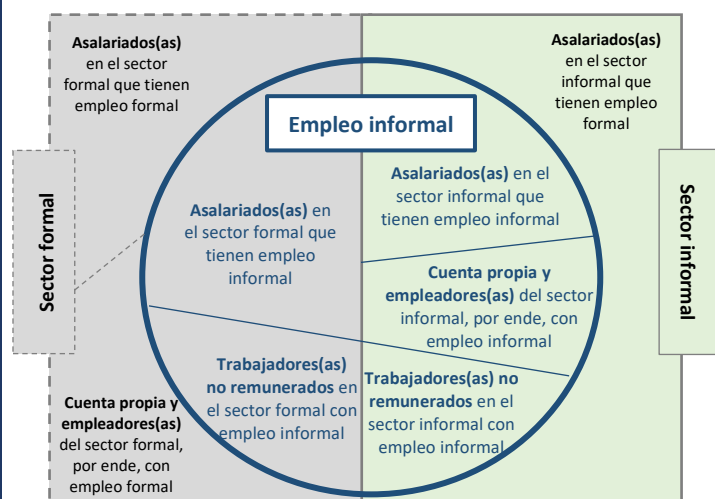 Asalariados(as)
en el sector
formal que tienen
empleo formal
Asalariados(as)
en el sector
informal que
tienen empleo
formal
Empleo informal
Sector formal
Asalariados(as) en
el sector formal que
tienen empleo
informal
Asalariados(as) en el
sector informal que
tienen empleo informal
Sector informal
Cuenta propia y
empleadores(as) del sector
informal, por ende, con
empleo informal
Trabajadores(as)
no remunerados en
el sector formal con
empleo informal
Trabajadores(as) no
remunerados en el
sector informal con
empleo informal
Cuenta propia y
empleadores(as)
del sector formal,
por ende, con
empleo formal